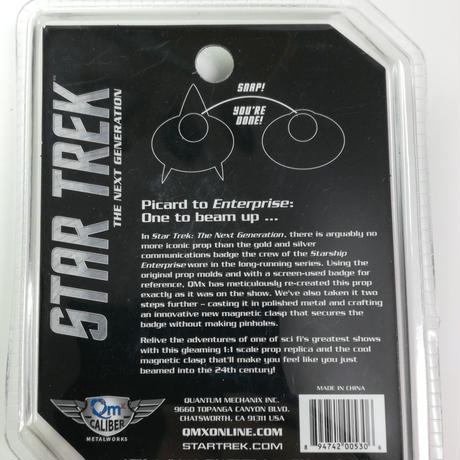 STAR TREK™
THE NEXT GENERATION
SNAP!
YOU'RE
DONE!
Picard to Enterprise:
One to beam up ...
In Star Trek: The Next Generation, there is arguably no
more iconic prop than the gold and silver
communications badge the crew of the Starship
Enterprise wore in the long-running series. Using the
original prop molds and with a screen-used badge for
reference, QMx has meticulously re-created this prop
exactly as it was on the show. We've also taken it two
steps further – casting it in polished metal and crafting
an innovative new magnetic clasp that secures the
badge without making pinholes.
Relive the adventures of one of sci fi's greatest shows
with this gleaming 1:1 scale prop replica and the cool
magnetic clasp that'll make you feel like you just
beamed into the 24th century!
MADE IN CHINA
Qmx
CALIBER
METALWORKS
QUANTUM MECHANIX INC.
9660 TOPANGA CANYON BLVD.
CHATSWORTH, CA 91311 USA
QMXONLINE.COM
STARTREK.COM
8 94742 00530 6